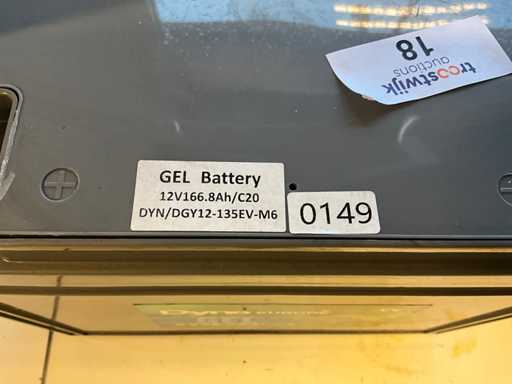 troostwijk
auctions
18
GEL Battery
12V166.8Ah/C20
DYN/DGY12-135EV-M6
0149